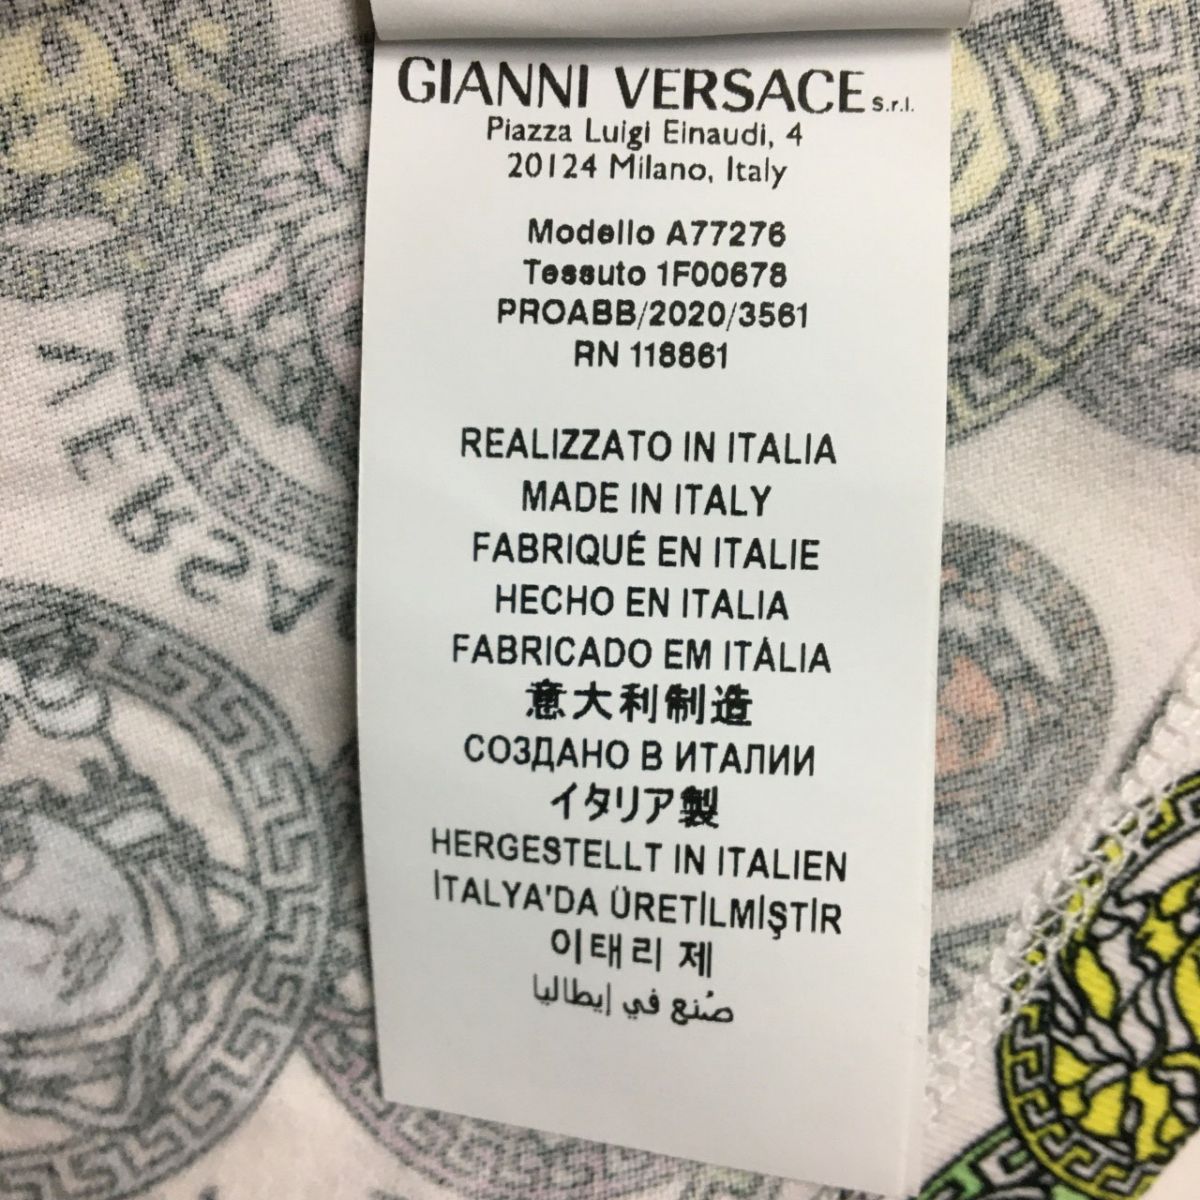 GIANNI VERSACE S.r.l.
Piazza Luigi Einaudi, 4
20124 Milano, Italy
Modello A77276
Tessuto 1F00678
PROABB/2020/3561
RN 118861
REALIZZATO IN ITALIA
MADE IN ITALY
FABRIQUÉ EN ITALIE
HECHO EN ITALIA
FABRICADO EM ITÁLIA
意大利制造
СОЗДАНО В ИТАЛИИ
イタリア製
HERGESTELLT IN ITALIEN
İTALYA'DA ÜRETİLMİŞTİR
이태리 제
صُنع في إيطاليا
VERSA